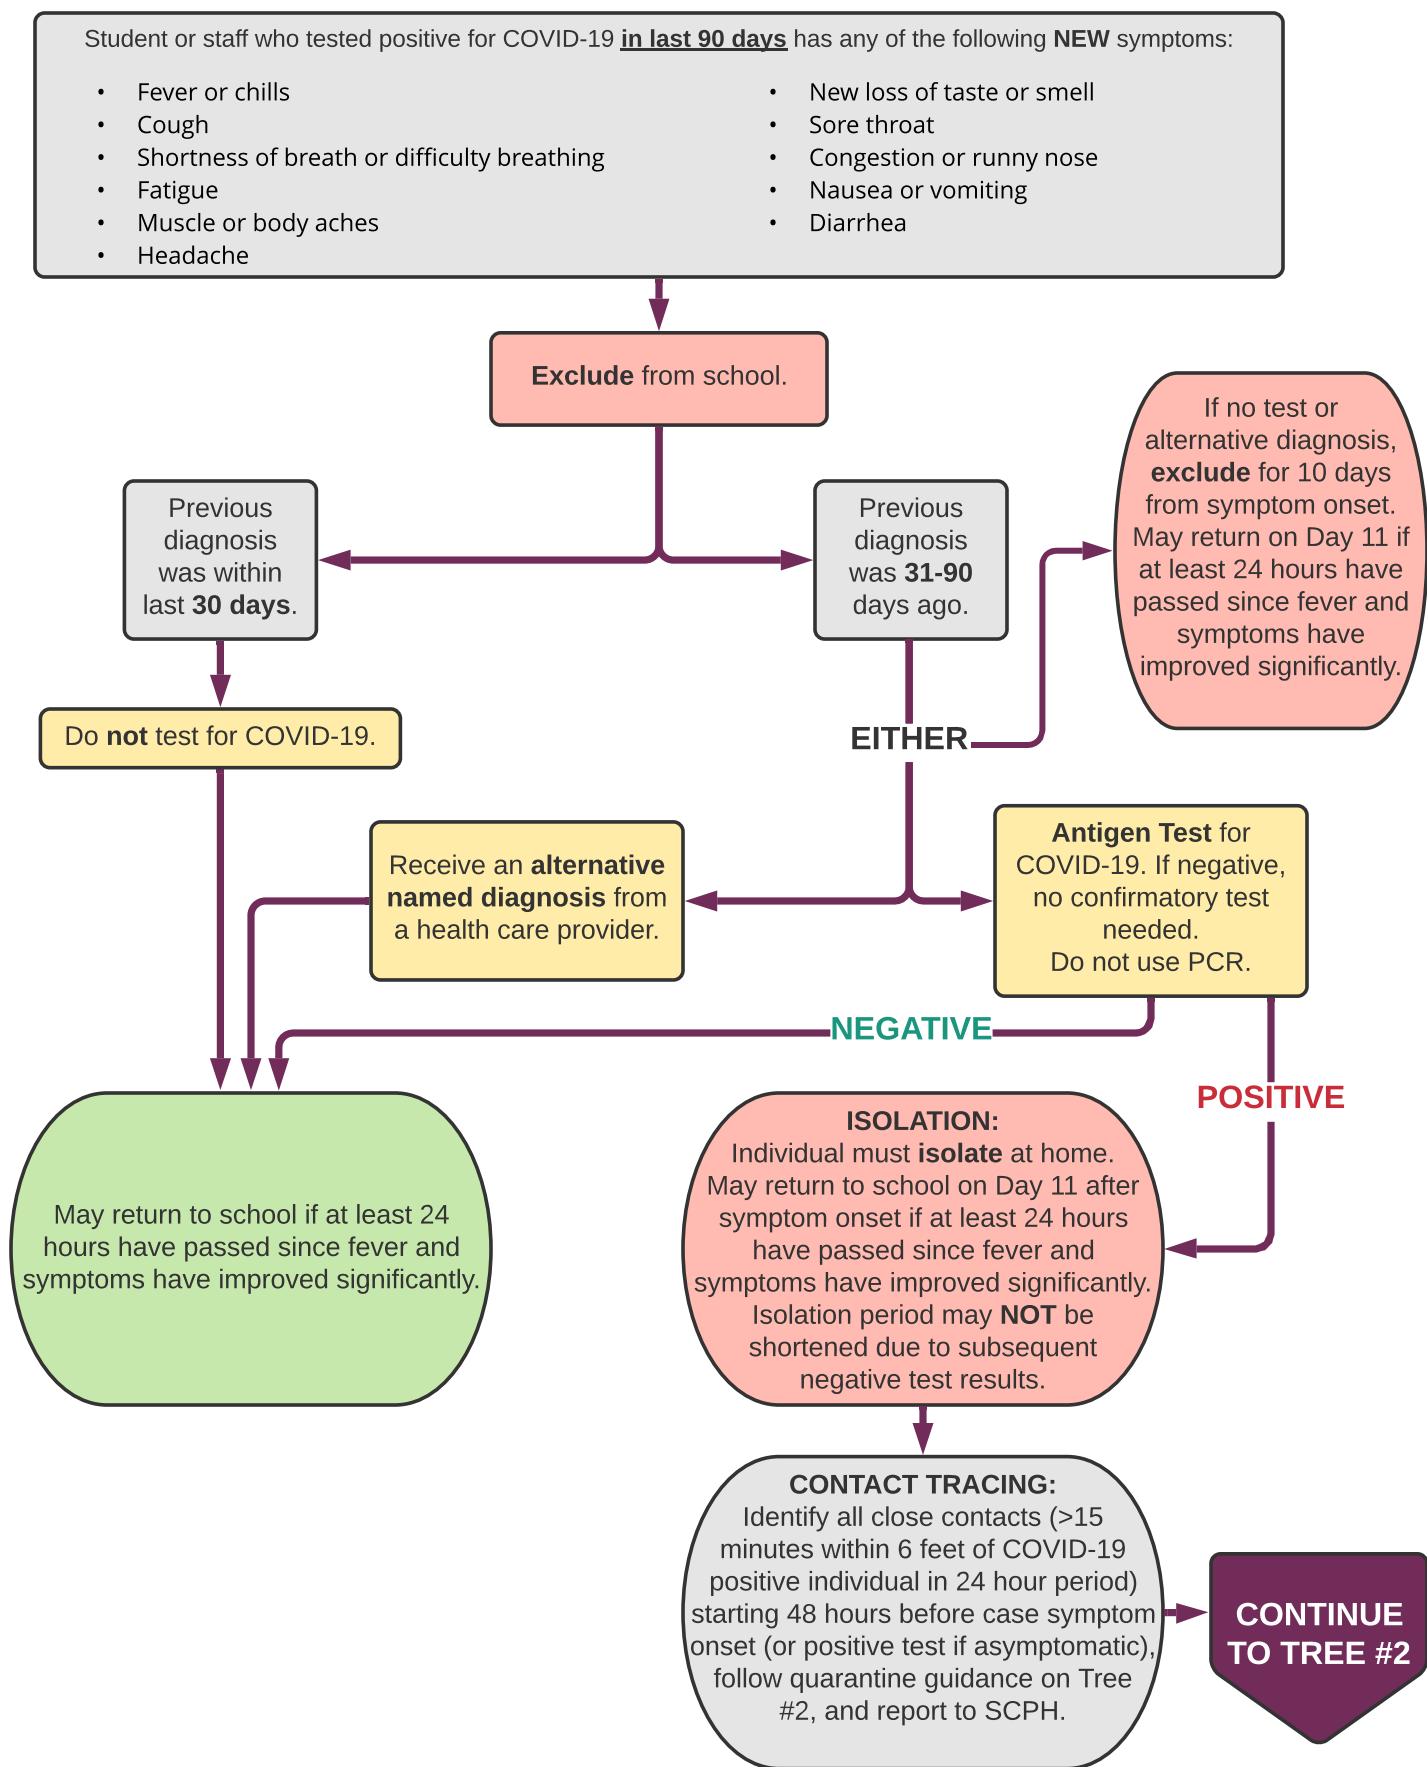 Student or staff who tested positive for COVID-19 in last 90 days has any of the following NEW symptoms:
• Fever or chills
• Cough
• Shortness of breath or difficulty breathing
• Fatigue
• Muscle or body aches
• Headache
• New loss of taste or smell
• Sore throat
• Congestion or runny nose
• Nausea or vomiting
• Diarrhea
Exclude from school.
Previous
diagnosis
was within
last 30 days.
Previous
diagnosis
was 31-90
days ago.
If no test or
alternative diagnosis,
exclude for 10 days
from symptom onset.
May return on Day 11 if
at least 24 hours have
passed since fever and
symptoms have
improved significantly.
Do not test for COVID-19.
EITHER
Receive an alternative
named diagnosis from
a health care provider.
Antigen Test for
COVID-19. If negative,
no confirmatory test
needed.
Do not use PCR.
NEGATIVE
POSITIVE
May return to school if at least 24
hours have passed since fever and
symptoms have improved significantly.
ISOLATION:
Individual must isolate at home.
May return to school on Day 11 after
symptom onset if at least 24 hours
have passed since fever and
symptoms have improved significantly.
Isolation period may NOT be
shortened due to subsequent
negative test results.
CONTACT TRACING:
Identify all close contacts (>15
minutes within 6 feet of COVID-19
positive individual in 24 hour period)
starting 48 hours before case symptom
onset (or positive test if asymptomatic),
follow quarantine guidance on Tree
#2, and report to SCPH.
CONTINUE
TO TREE #2